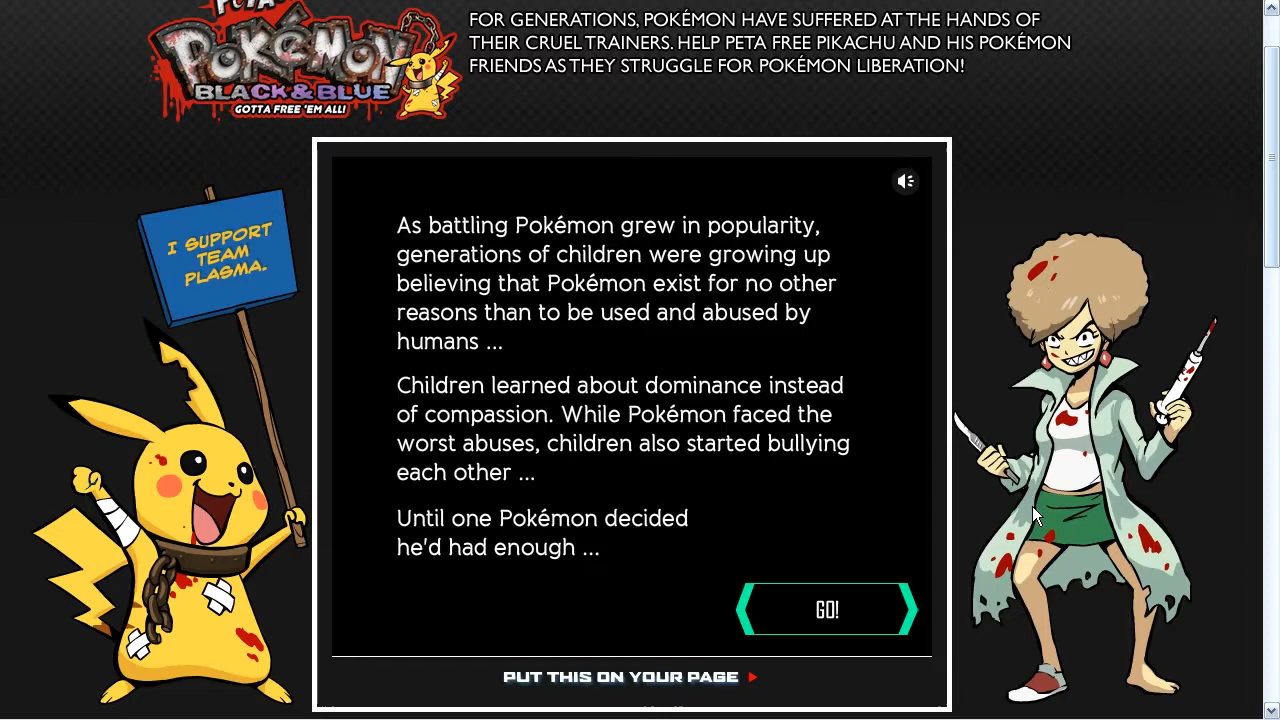 PETA
POKéMON
BLACK & BLUE
GOTTA FREE 'EM ALL!
FOR GENERATIONS, POKÉMON HAVE SUFFERED AT THE HANDS OF
THEIR CRUEL TRAINERS. HELP PETA FREE PIKACHU AND HIS POKÉMON
FRIENDS AS THEY STRUGGLE FOR POKÉMON LIBERATION!
I SUPPORT
TEAM
PLASMA.
As battling Pokémon grew in popularity,
generations of children were growing up
believing that Pokémon exist for no other
reasons than to be used and abused by
humans ...
Children learned about dominance instead
of compassion. While Pokémon faced the
worst abuses, children also started bullying
each other ...
Until one Pokémon decided
he'd had enough ...
GO!
PUT THIS ON YOUR PAGE